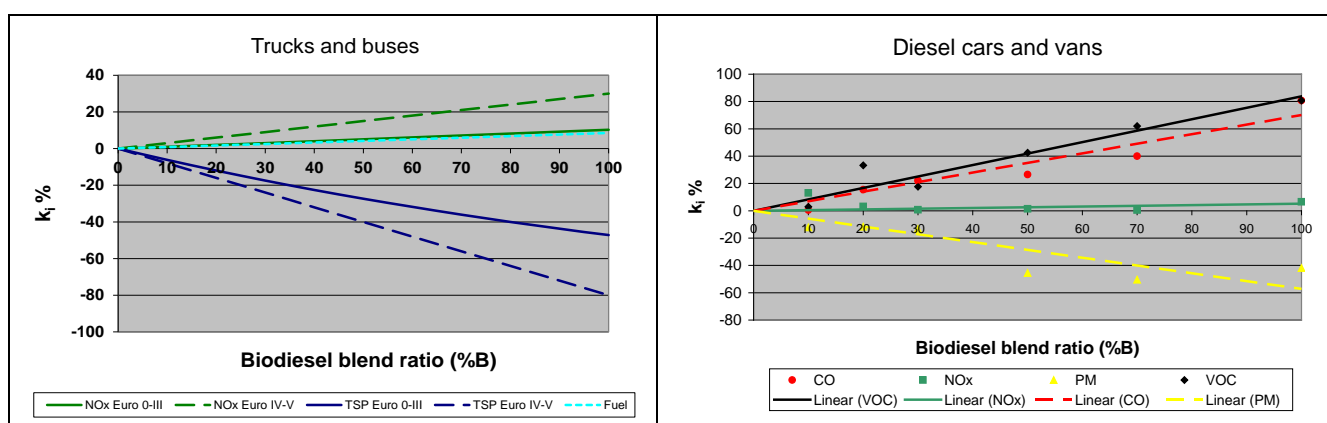 Trucks and buses
40
20
0
-20
-40
-60
-80
-100
0 10 20 30 40 50 60 70 80 90 100
ki %
Biodiesel blend ratio (%B)
NOx Euro 0-III NOx Euro IV-V TSP Euro 0-III TSP Euro IV-V Fuel
Diesel cars and vans
100
80
60
40
20
0
-20
-40
-60
-80
0 10 20 30 40 50 60 70 80 90 100
ki %
Biodiesel blend ratio (%B)
CO NOx PM VOC
Linear (VOC) Linear (NOx) Linear (CO) Linear (PM)